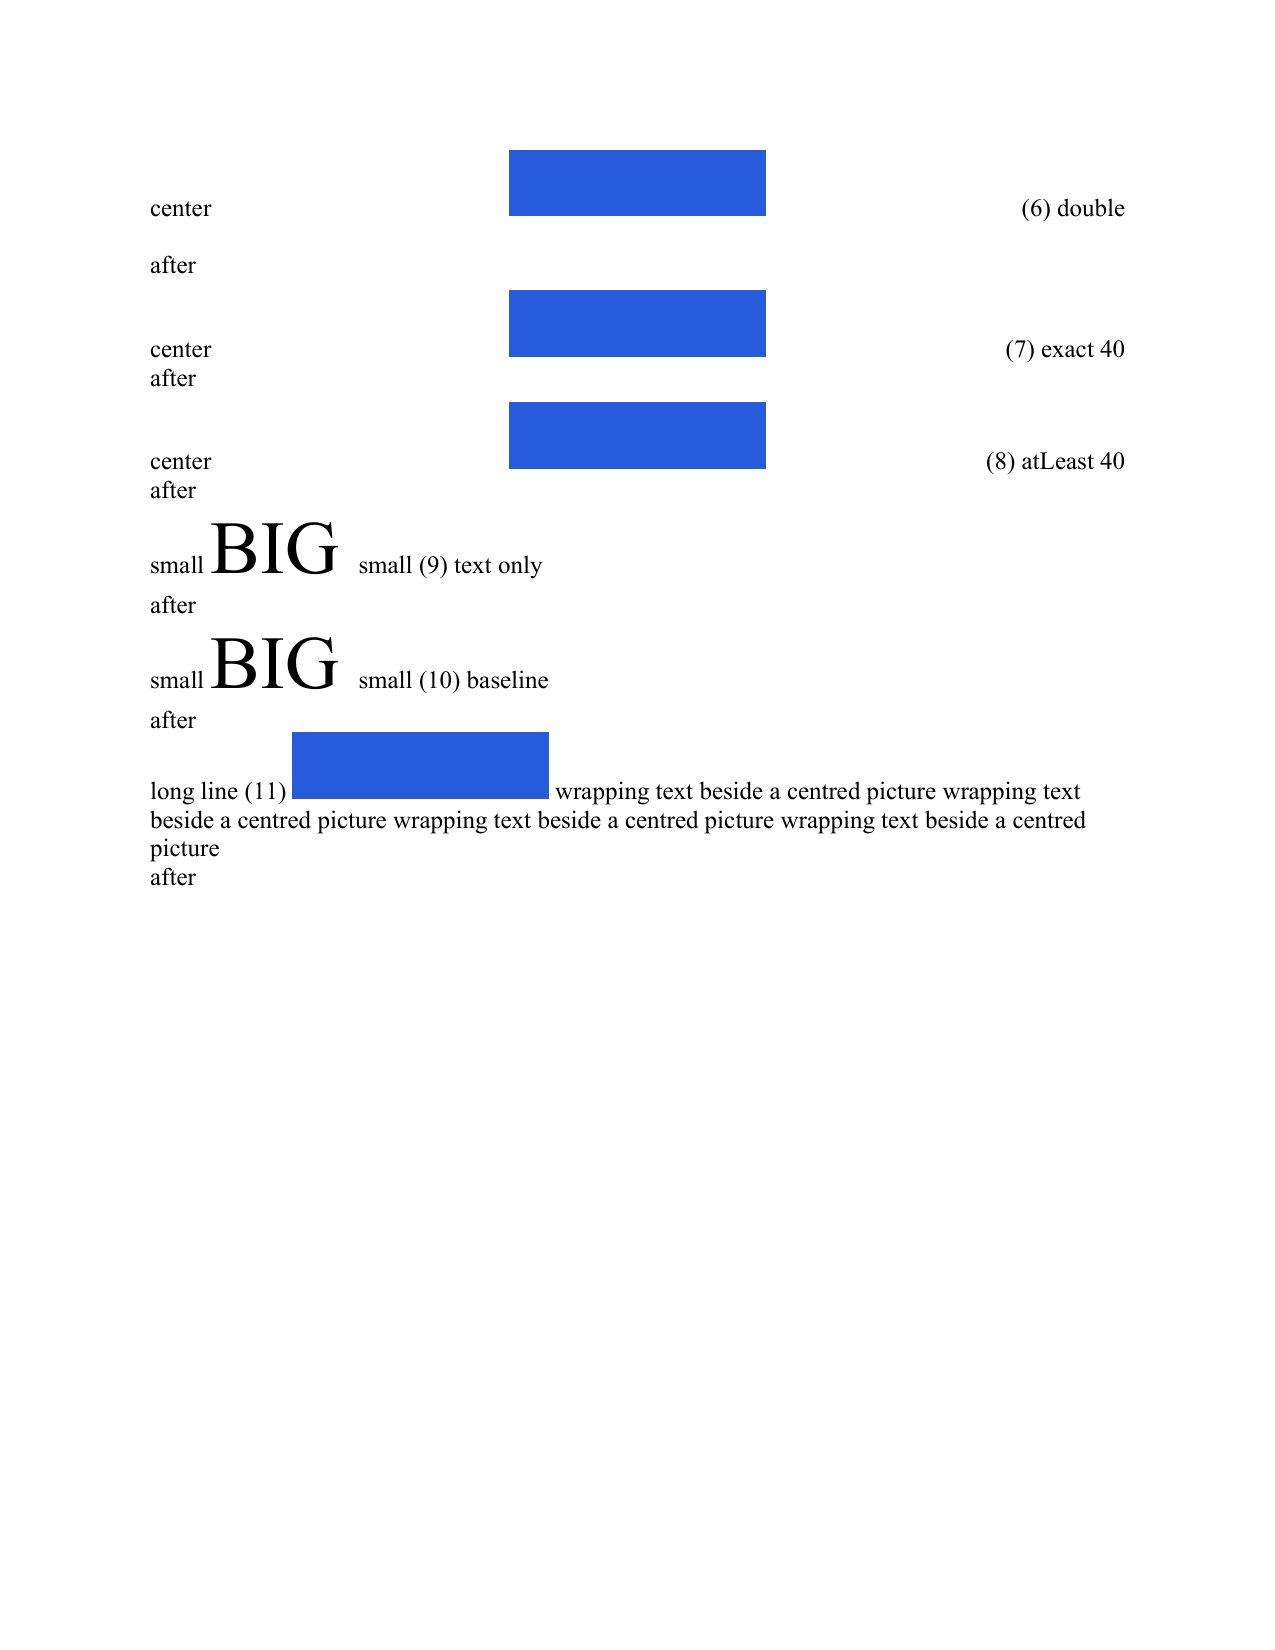 center (6) double
after
center (7) exact 40
after
center (8) atLeast 40
after
small BIG small (9) text only
after
small BIG small (10) baseline
after
long line (11) wrapping text beside a centred picture wrapping text
beside a centred picture wrapping text beside a centred picture wrapping text beside a centred
picture
after